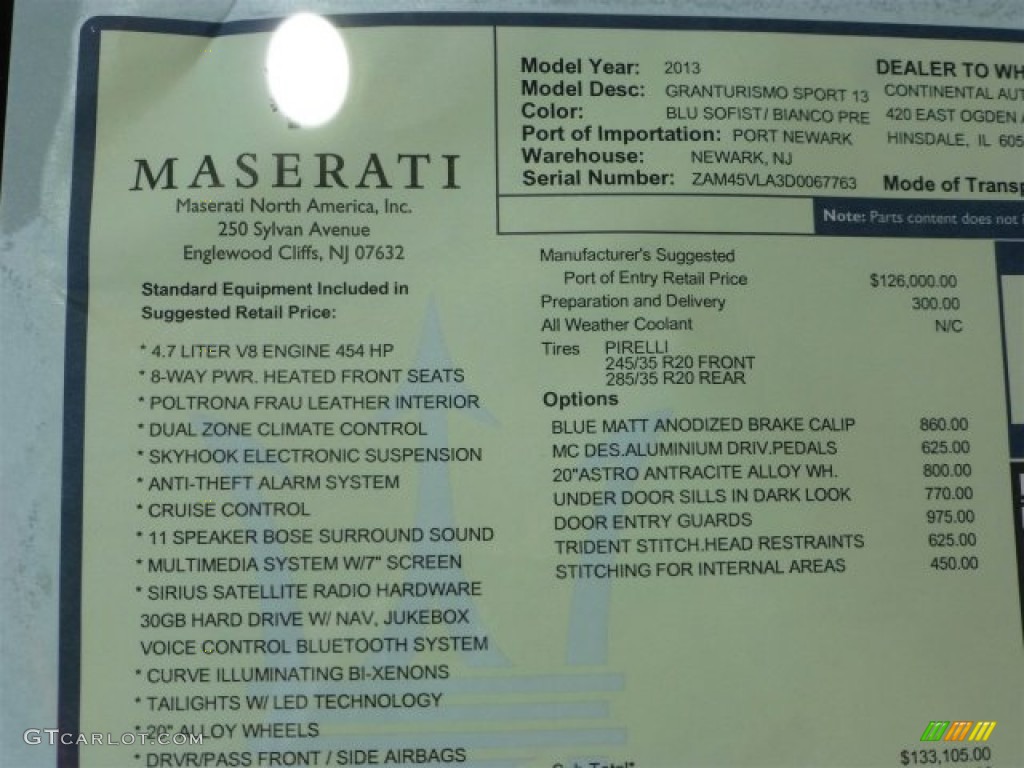 MASERATI
Maserati North America, Inc.
250 Sylvan Avenue
Englewood Cliffs, NJ 07632
Standard Equipment Included in
Suggested Retail Price:
* 4.7 LITER V8 ENGINE 454 HP
* 8-WAY PWR. HEATED FRONT SEATS
* POLTRONA FRAU LEATHER INTERIOR
* DUAL ZONE CLIMATE CONTROL
* SKYHOOK ELECTRONIC SUSPENSION
* ANTI-THEFT ALARM SYSTEM
* CRUISE CONTROL
* 11 SPEAKER BOSE SURROUND SOUND
* MULTIMEDIA SYSTEM W/7" SCREEN
* SIRIUS SATELLITE RADIO HARDWARE
30GB HARD DRIVE W/ NAV, JUKEBOX
VOICE CONTROL BLUETOOTH SYSTEM
* CURVE ILLUMINATING BI-XENONS
* TAILIGHTS W/ LED TECHNOLOGY
* 20" ALLOY WHEELS
* DRVR/PASS FRONT / SIDE AIRBAGS
Model Year: 2013
Model Desc: GRANTURISMO SPORT 13
Color: BLU SOFIST/ BIANCO PRE
Port of Importation: PORT NEWARK
Warehouse: NEWARK, NJ
Serial Number: ZAM45VLA3D0067763
DEALER TO WH
CONTINENTAL AUT
420 EAST OGDEN
HINSDALE, IL 605
Mode of Transp
Note: Parts content does not
Manufacturer's Suggested
Port of Entry Retail Price $126,000.00
Preparation and Delivery 300.00
All Weather Coolant N/C
Tires PIRELLI
245/35 R20 FRONT
285/35 R20 REAR
Options
BLUE MATT ANODIZED BRAKE CALIP 860.00
MC DES.ALUMINIUM DRIV.PEDALS 625.00
20"ASTRO ANTRACITE ALLOY WH. 800.00
UNDER DOOR SILLS IN DARK LOOK 770.00
DOOR ENTRY GUARDS 975.00
TRIDENT STITCH.HEAD RESTRAINTS 625.00
STITCHING FOR INTERNAL AREAS 450.00
Sub Total* $133,105.00
GTCARLOT.COM